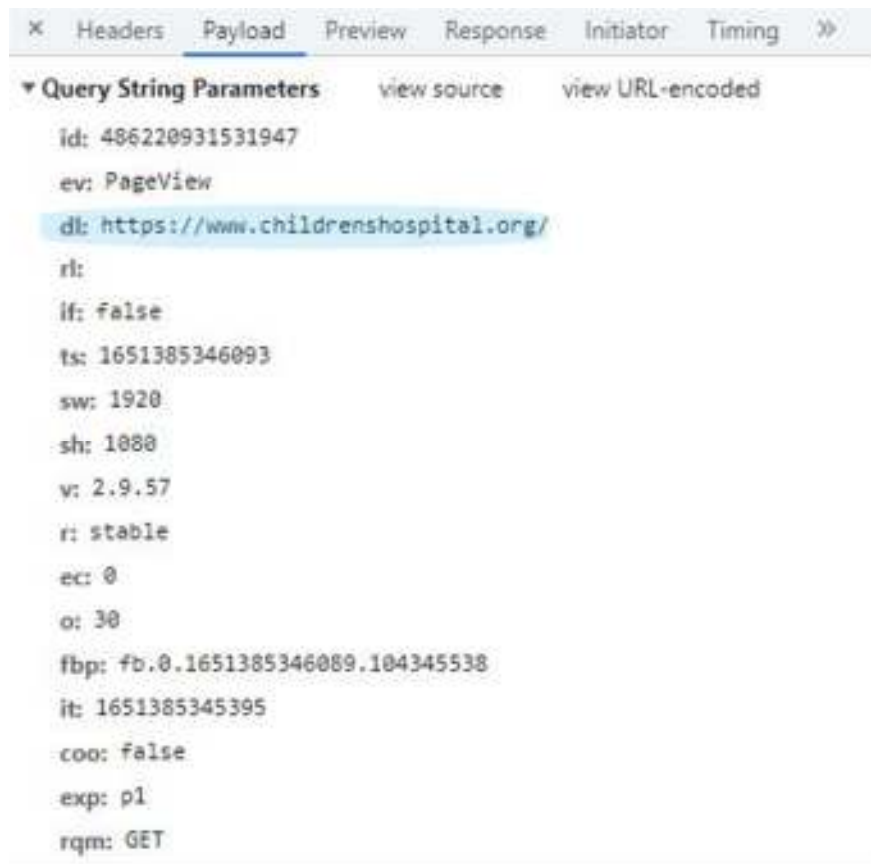 × Headers Payload Preview Response Initiator Timing »
▼ Query String Parameters view source view URL-encoded
id: 486220931531947
ev: PageView
dl: https://www.childrenshospital.org/
rl:
if: false
ts: 1651385346093
sw: 1920
sh: 1080
v: 2.9.57
r: stable
ec: 0
o: 30
fbp: fb.0.1651385346089.104345538
it: 1651385345395
coo: false
exp: p1
rqm: GET